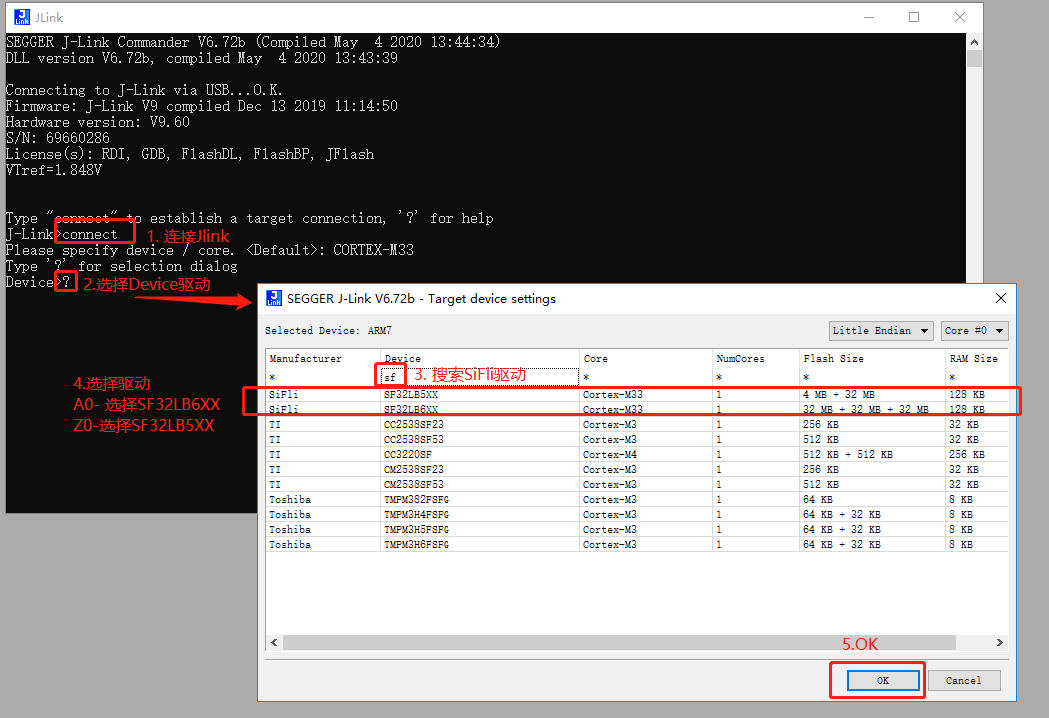 JLink
SEGGER J-Link Commander V6.72b (Compiled May  4 2020 13:44:34)
DLL version V6.72b, compiled May  4 2020 13:43:39
Connecting to J-Link via USB...O.K.
Firmware: J-Link V9 compiled Dec 13 2019 11:14:50
Hardware version: V9.60
S/N: 69660286
License(s): RDI, GDB, FlashDL, FlashBP, JFlash
VTref=1.848V
Type "connect" to establish a target connection, '?' for help
J-Link>connect
1. 连接Jlink
Please specify device / core. <Default>: CORTEX-M33
Type '?' for selection dialog
Device>?
2.选择Device驱动
SEGGER J-Link V6.72b - Target device settings
Selected Device: ARM7
Little Endian
Core #0
Manufacturer Device Core NumCores Flash Size RAM Size
* sf * * * *
3. 搜索SiFli驱动
4.选择驱动
A0- 选择SF32LB6XX
Z0-选择SF32LB5XX
SiFli SF32LB5XX Cortex-M33 1 4 MB + 32 MB 128 KB
SiFli SF32LB6XX Cortex-M33 1 32 MB + 32 MB + 32 MB 128 KB
TI CC2538SF23 Cortex-M3 1 256 KB 32 KB
TI CC2538SF53 Cortex-M3 1 512 KB 32 KB
TI CC3220SF Cortex-M4 1 512 KB + 512 KB 256 KB
TI CM2538SF23 Cortex-M3 1 256 KB 32 KB
TI CM2538SF53 Cortex-M3 1 512 KB 32 KB
Toshiba TMPM382FSFG Cortex-M3 1 64 KB 8 KB
Toshiba TMPM3H4FSFG Cortex-M3 1 64 KB + 32 KB 8 KB
Toshiba TMPM3H5FSFG Cortex-M3 1 64 KB + 32 KB 8 KB
Toshiba TMPM3H6FSFG Cortex-M3 1 64 KB + 32 KB 8 KB
5.OK
OK
Cancel